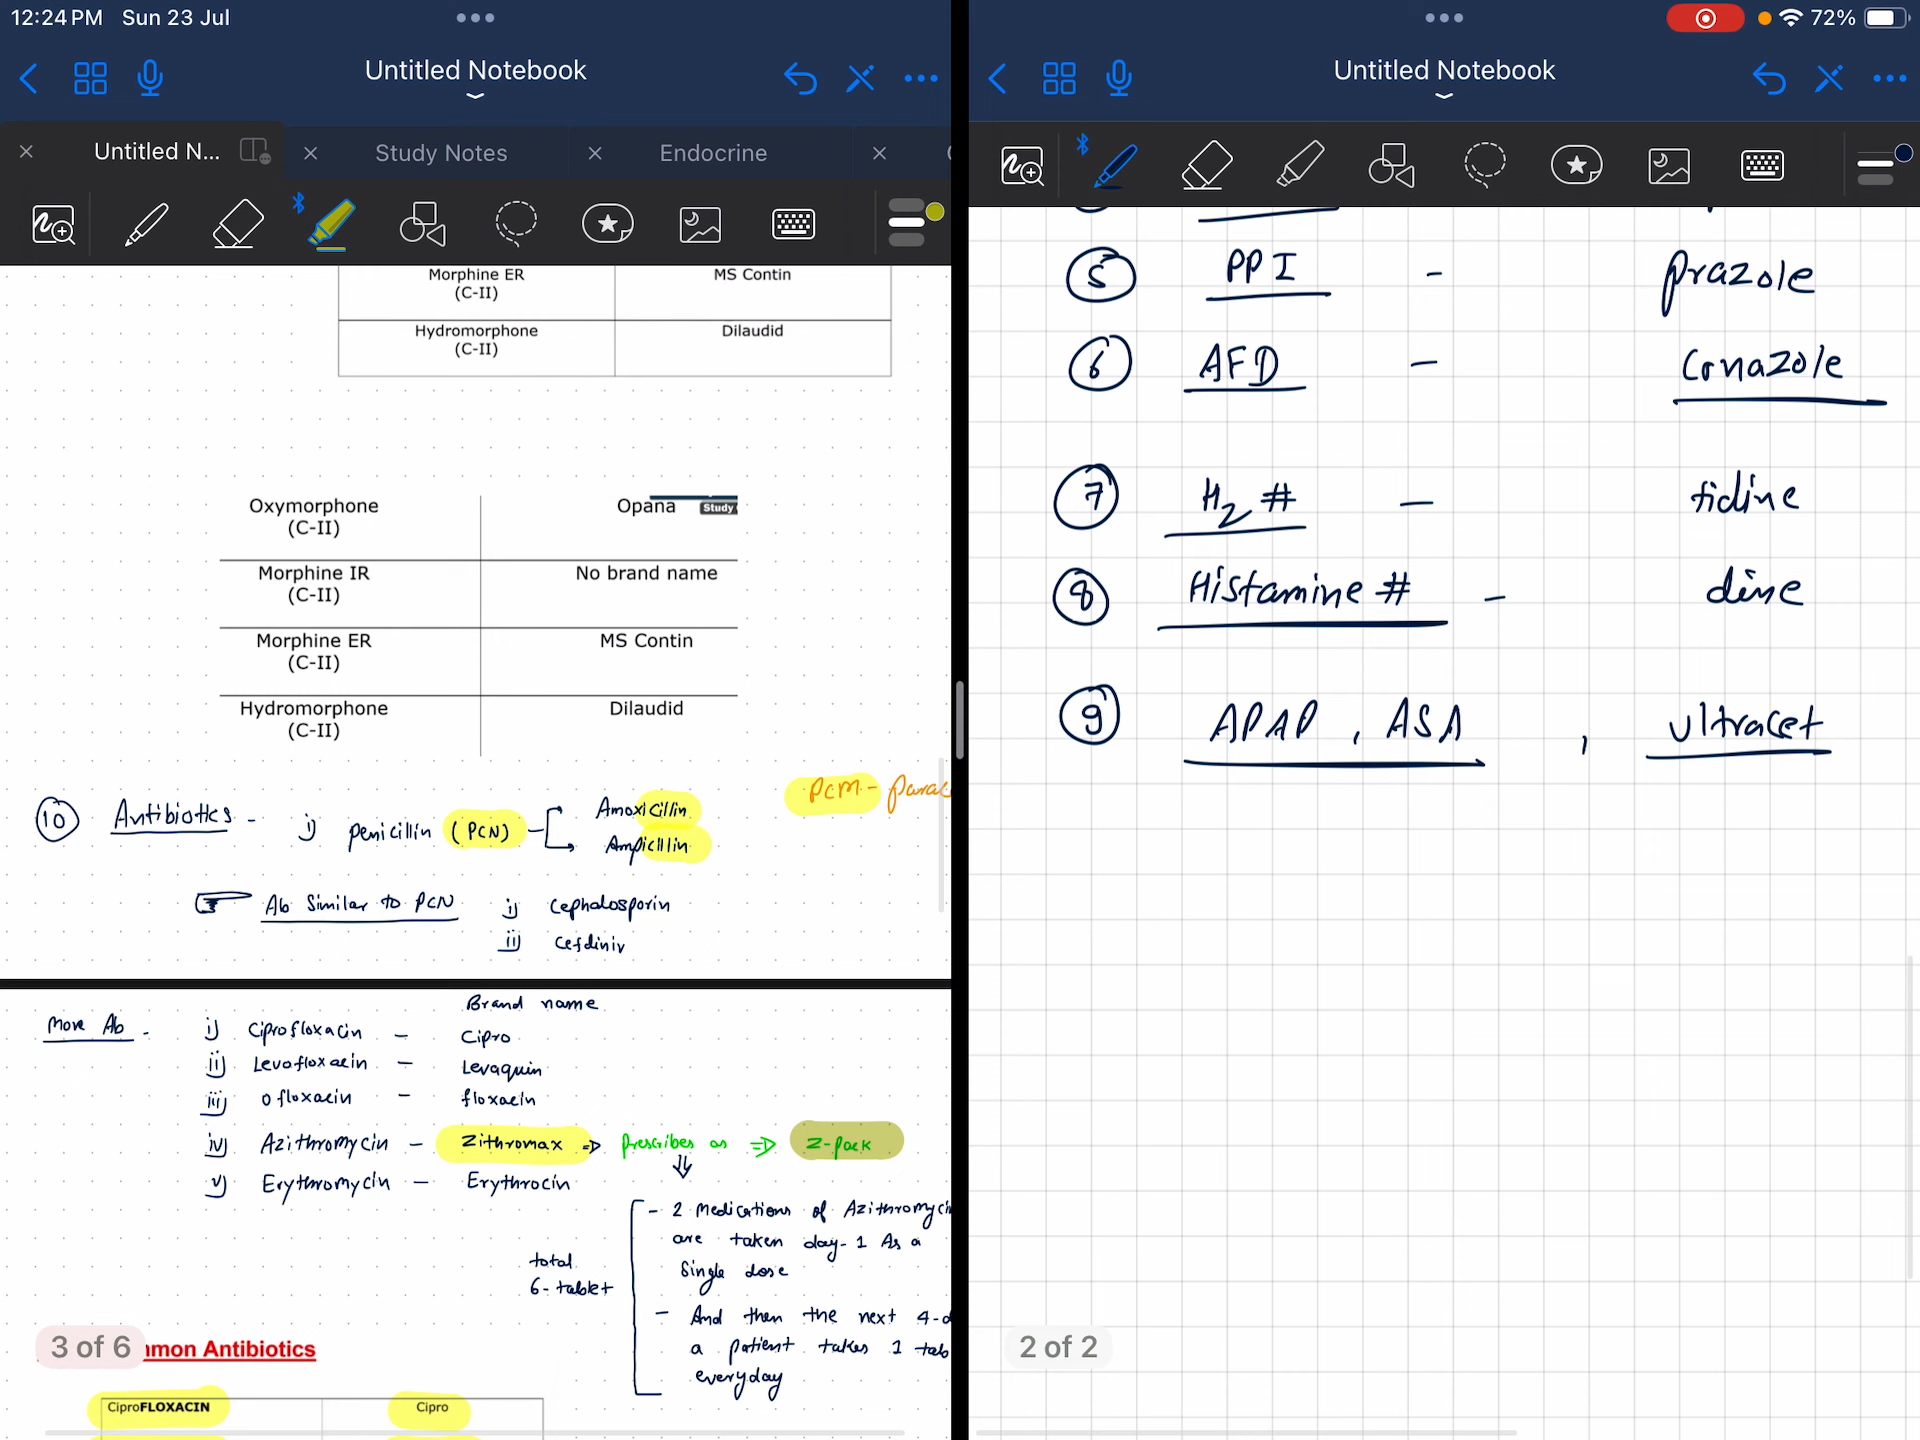 12:24 PM Sun 23 Jul
72%
Untitled Notebook
Untitled N...
Study Notes
Endocrine
Morphine ER MS Contin
(C-II)
Hydromorphone Dilaudid
(C-II)
Oxymorphone Opana Study
(C-II)
Morphine IR No brand name
(C-II)
Morphine ER MS Contin
(C-II)
Hydromorphone Dilaudid
(C-II)
PCM - parac
10 Antibiotics - i) penicillin (PCN) - Amoxicillin
Ampicillin
Ab Similar to PCN i) Cephalosporin
ii) Cefdinir
Brand name
More Ab - i) Ciprofloxacin - Cipro
ii) Levofloxacin - Levaquin
iii) Ofloxacin - floxacin
iv) Azithromycin - Zithromax => Prescribes as => Z-pack
v) Erythromycin - Erythrocin
- 2 Medications of Azithromycin
are taken day-1 As a
Single dose
total
6-tablet
- And then the next 4-d
a patient takes 1 tab
everyday
3 of 6
mmon Antibiotics
CiproFLOXACIN Cipro
Untitled Notebook
5 PPI - prazole
6 AFD - Conazole
7 H2 # - tidine
8 Histamine # - dine
9 APAP, ASA, ultracet
2 of 2